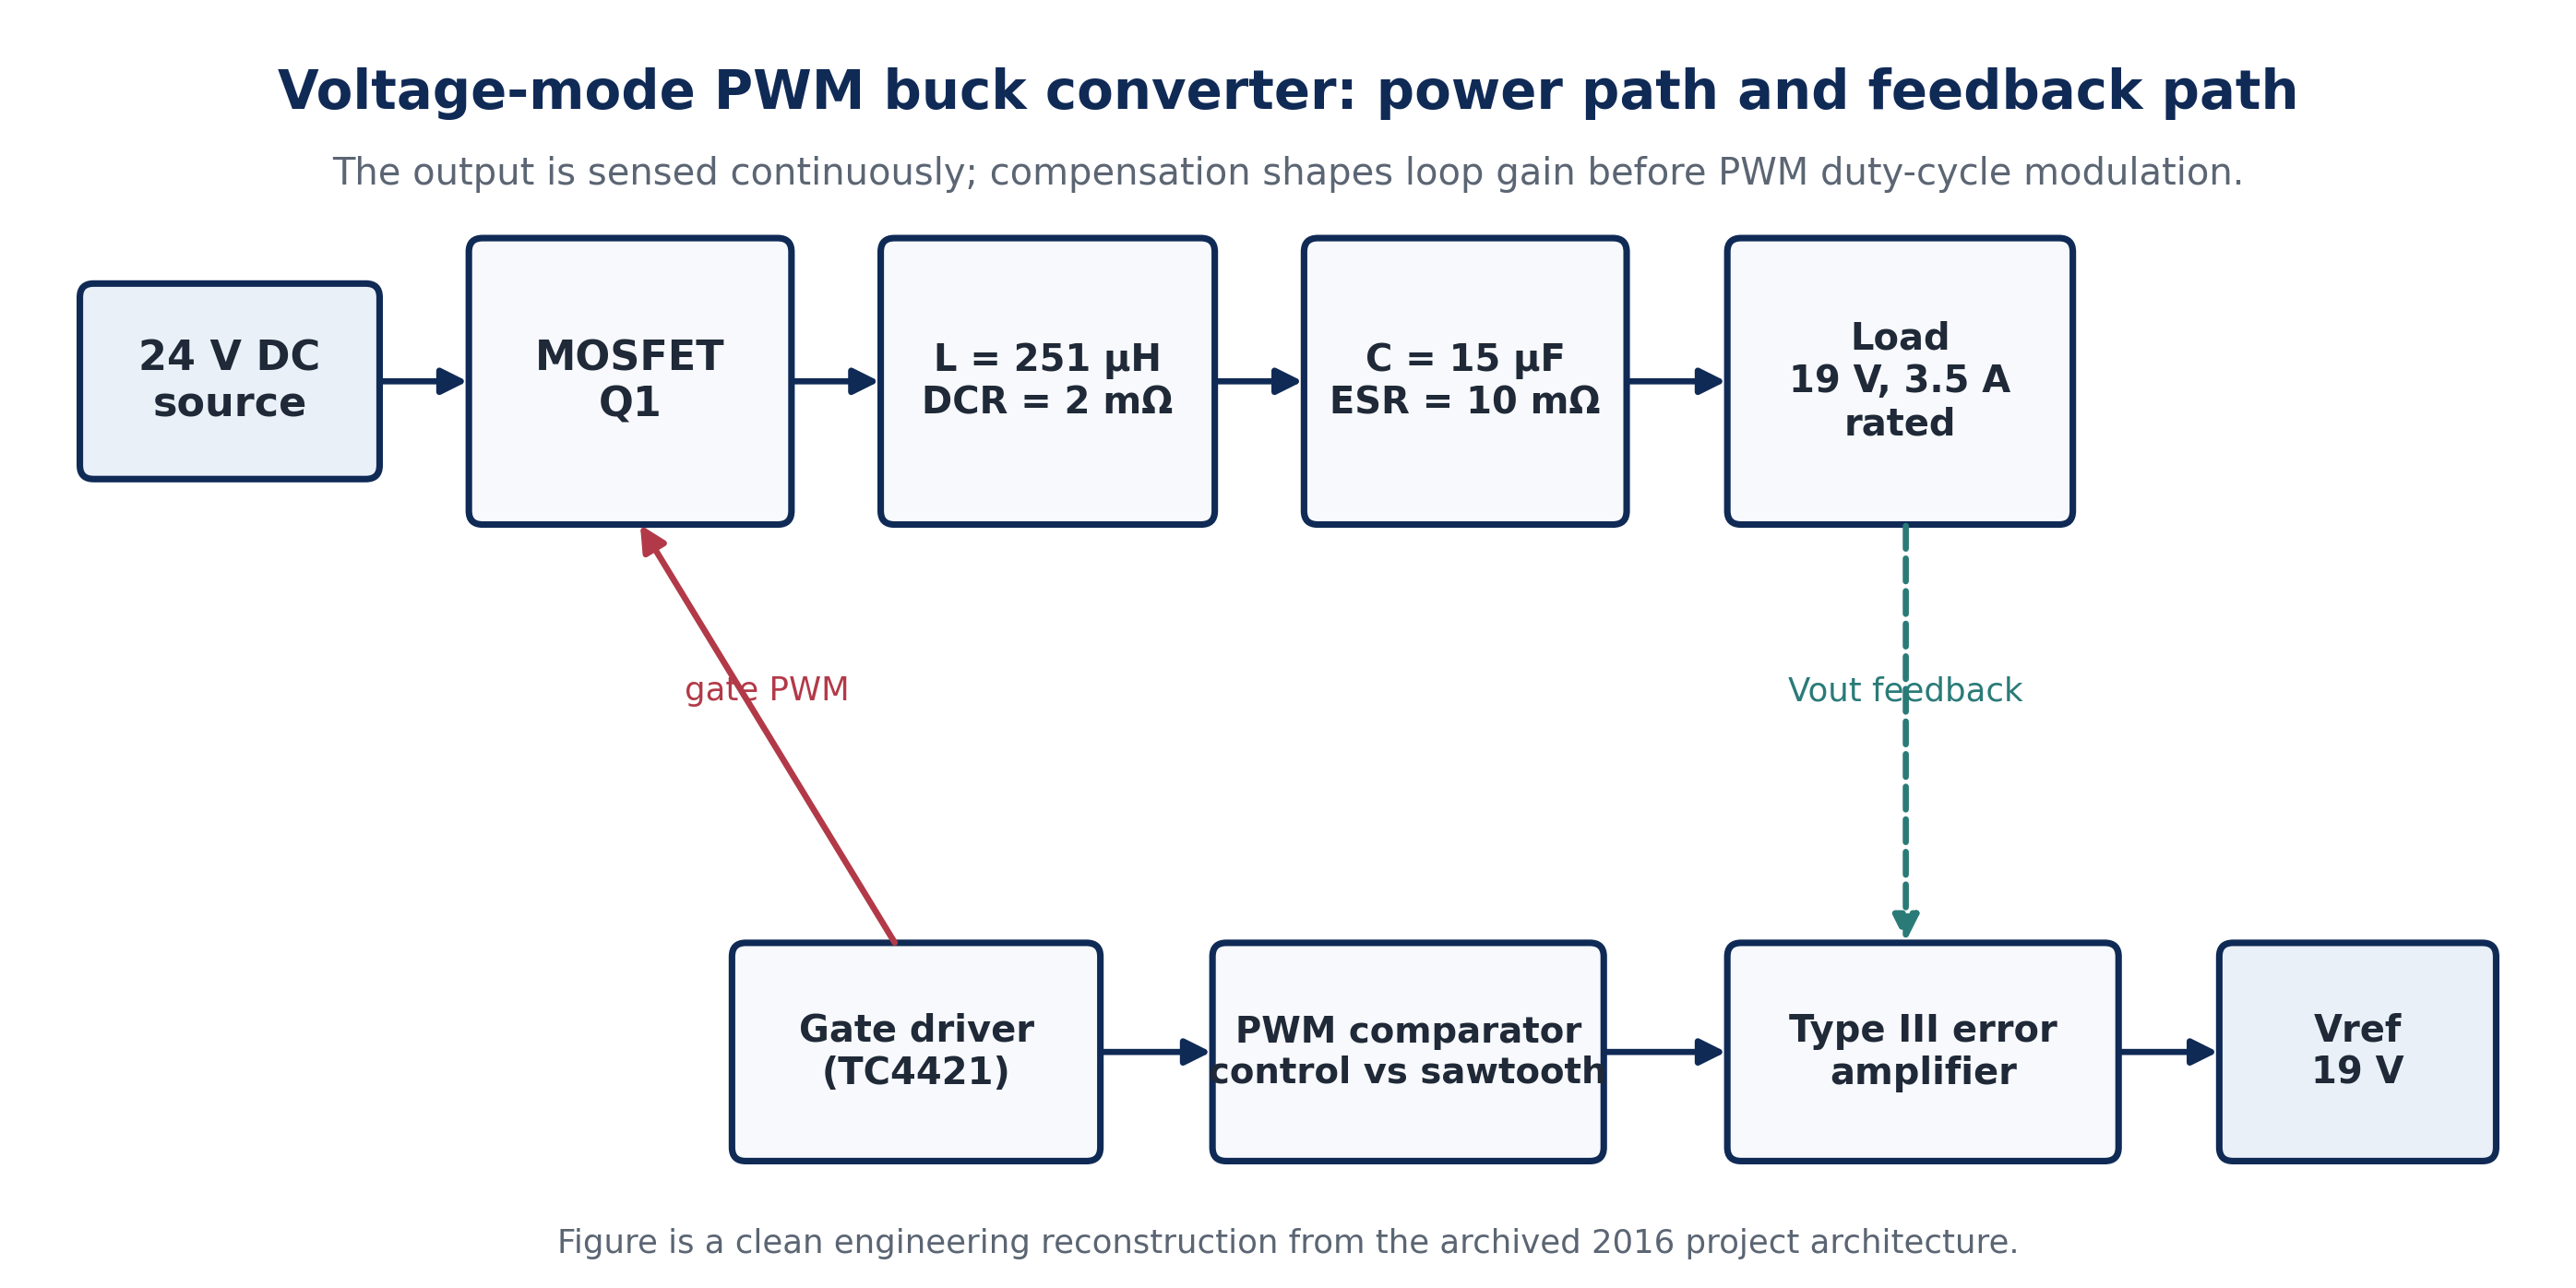 Voltage-mode PWM buck converter: power path and feedback path
The output is sensed continuously; compensation shapes loop gain before PWM duty-cycle modulation.
24 V DC
source
MOSFET
Q1
L = 251 µH
DCR = 2 mΩ
C = 15 µF
ESR = 10 mΩ
Load
19 V, 3.5 A
rated
gate PWM
Vout feedback
Gate driver
(TC4421)
PWM comparator
control vs sawtooth
Type III error
amplifier
Vref
19 V
Figure is a clean engineering reconstruction from the archived 2016 project architecture.